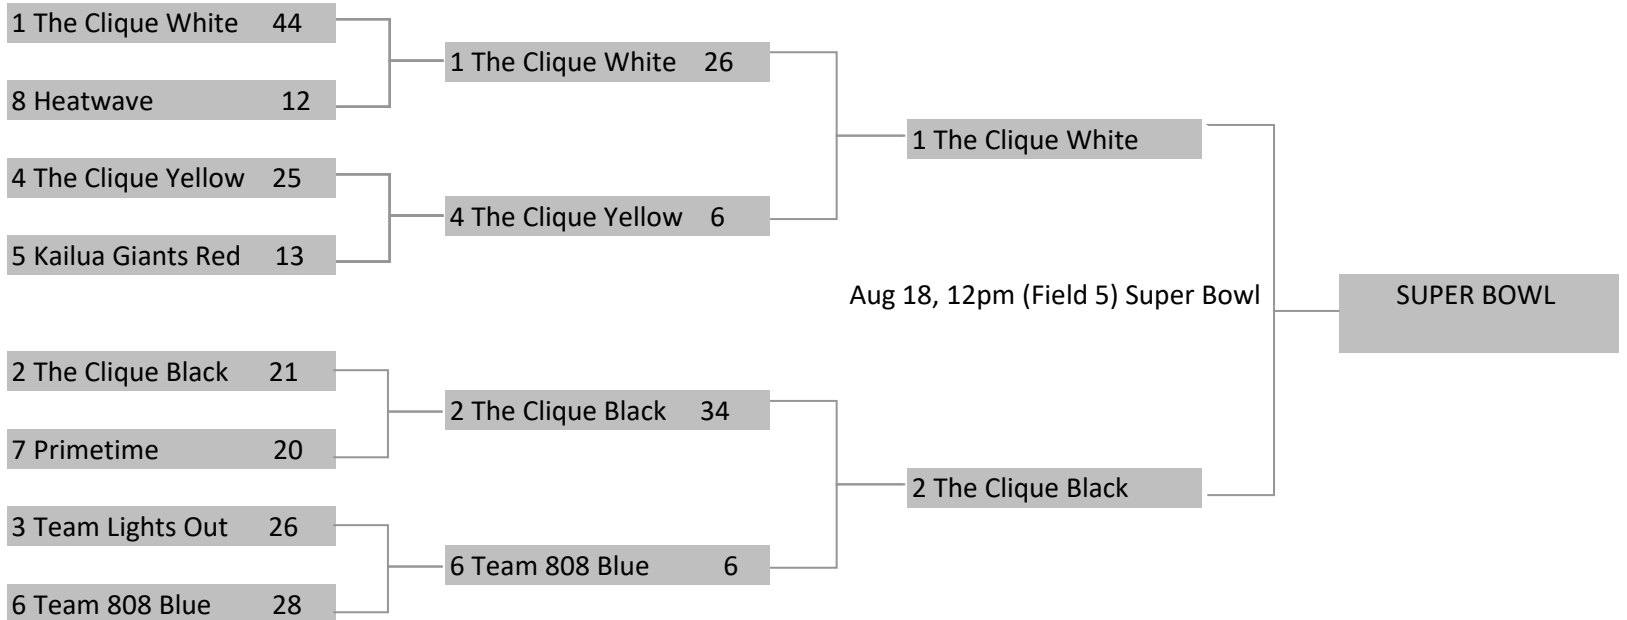 1 The Clique White 44
8 Heatwave 12
4 The Clique Yellow 25
5 Kailua Giants Red 13
2 The Clique Black 21
7 Primetime 20
3 Team Lights Out 26
6 Team 808 Blue 28
1 The Clique White 26
4 The Clique Yellow 6
2 The Clique Black 34
6 Team 808 Blue 6
1 The Clique White
Aug 18, 12pm (Field 5) Super Bowl
2 The Clique Black
SUPER BOWL